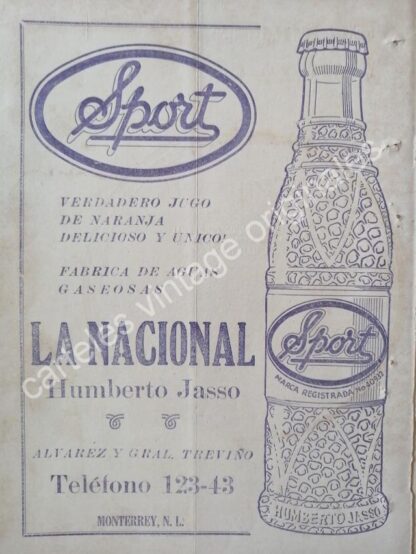 Sport
VERDADERO JUGO
DE NARANJA
DELICIOSO Y UNICO!
FABRICA DE AGUAS
GASEOSAS
LA NACIONAL
Humberto Jasso
ALVAREZ Y GRAL. TREVIÑO
Teléfono 123-43
MONTERREY, N. L.
Sport
MARCA REGISTRADA No.
HUMBERTO JASSO
carteles vintage originales